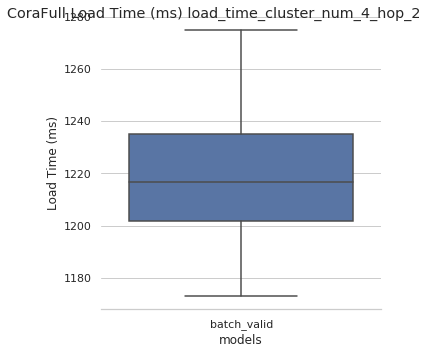 CoraFull Load Time (ms) load_time_cluster_num_4_hop_2
1280
1260
1240
1220
1200
1180
Load Time (ms)
batch_valid
models